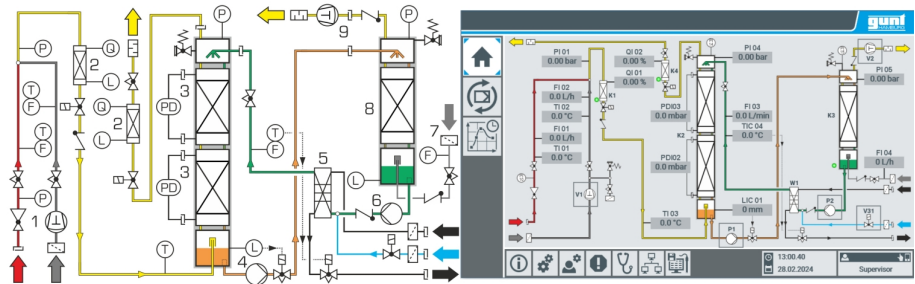 P
Q
2
L
P
T
F
T
F
P
1
Q
2
L
T
P
3
PD
3
PD
L
4
9
P
8
T
F
5
L
6
7
F
gunt
HAMBURG
PI 01
0.00 bar
QI 02
0.00 %
QI 01
0.00 %
K4
K1
FI 02
0.0 L/h
TI 02
0.0 °C
FI 01
0.0 L/h
TI 01
0.0 °C
V1
TI 03
0.0 °C
PI 04
0.00 bar
PDI03
0.0 mbar
K2
PDI02
0.0 mbar
LIC 01
0 mm
P1
FI 03
0.0 L/min
TIC 04
0.0 °C
V2
PI 05
0.00 bar
K3
FI 04
0 L/h
W1
P2
V31
13:00.40
28.02.2024
Supervisor